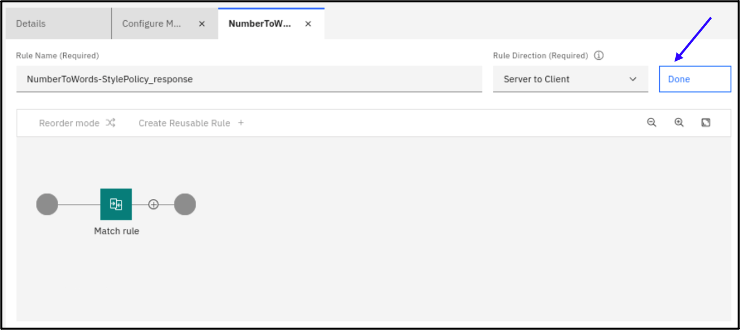 Details
Configure M...
NumberToW...
Rule Name (Required)
Rule Direction (Required)
NumberToWords-StylePolicy_response
Server to Client
Done
Reorder mode
Create Reusable Rule +
Match rule